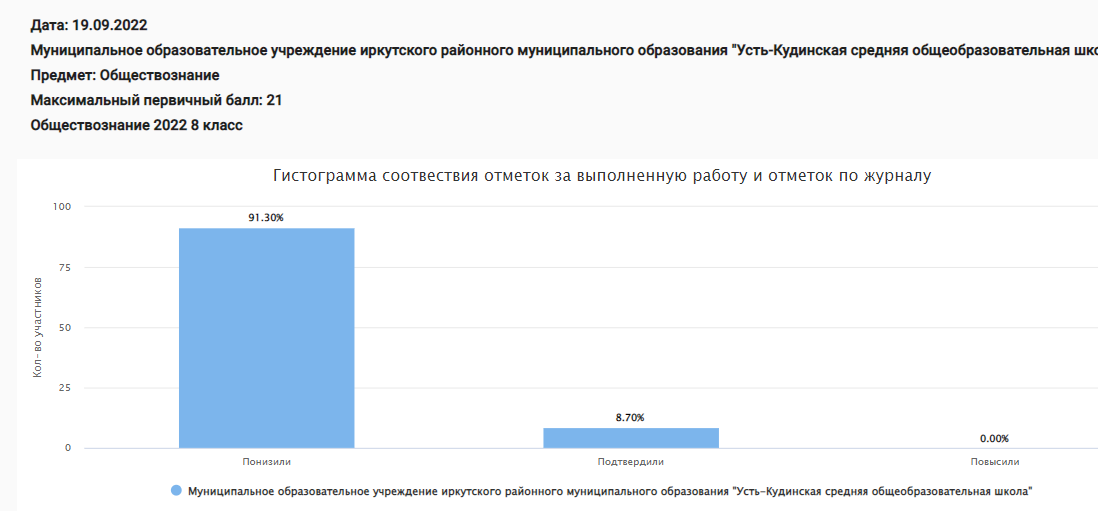 Дата: 19.09.2022
Муниципальное образовательное учреждение иркутского районного муниципального образования "Усть-Кудинская средняя общеобразовательная шко
Предмет: Обществознание
Максимальный первичный балл: 21
Обществознание 2022 8 класс
Гистограмма соотвествия отметок за выполненную работу и отметок по журналу
Кол-во участников
100
75
50
25
0
91.30%
8.70%
0.00%
Понизили
Подтвердили
Повысили
Муниципальное образовательное учреждение иркутского районного муниципального образования "Усть-Кудинская средняя общеобразовательная школа"